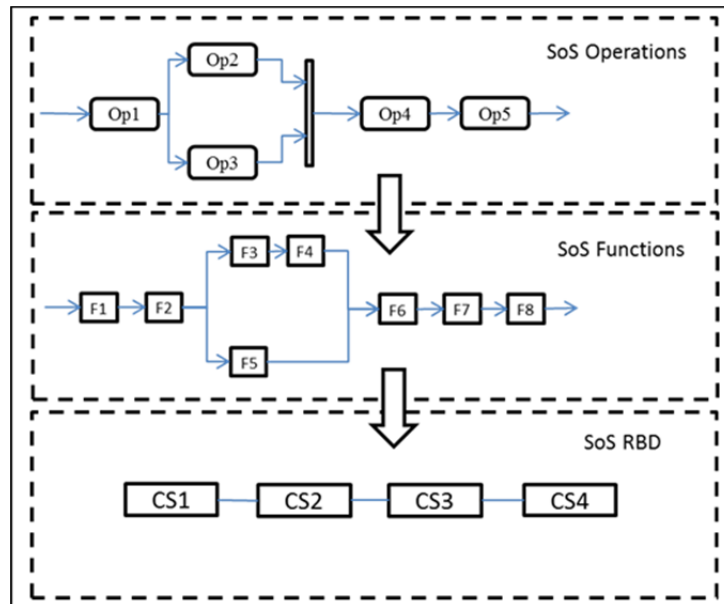 SoS Operations
Op2
Op1
Op4
Op5
Op3
SoS Functions
F3
F4
F1
F2
F6
F7
F8
F5
SoS RBD
CS1
CS2
CS3
CS4